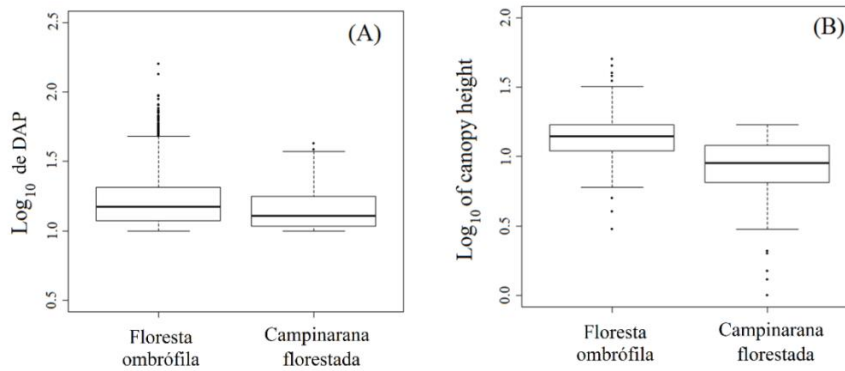 (A)
Log10 de DAP
2.5
2.0
1.5
1.0
0.5
Floresta ombrófila
Campinarana florestada
(B)
Log10 of canopy height
2.0
1.5
1.0
0.5
0.0
Floresta ombrófila
Campinarana florestada